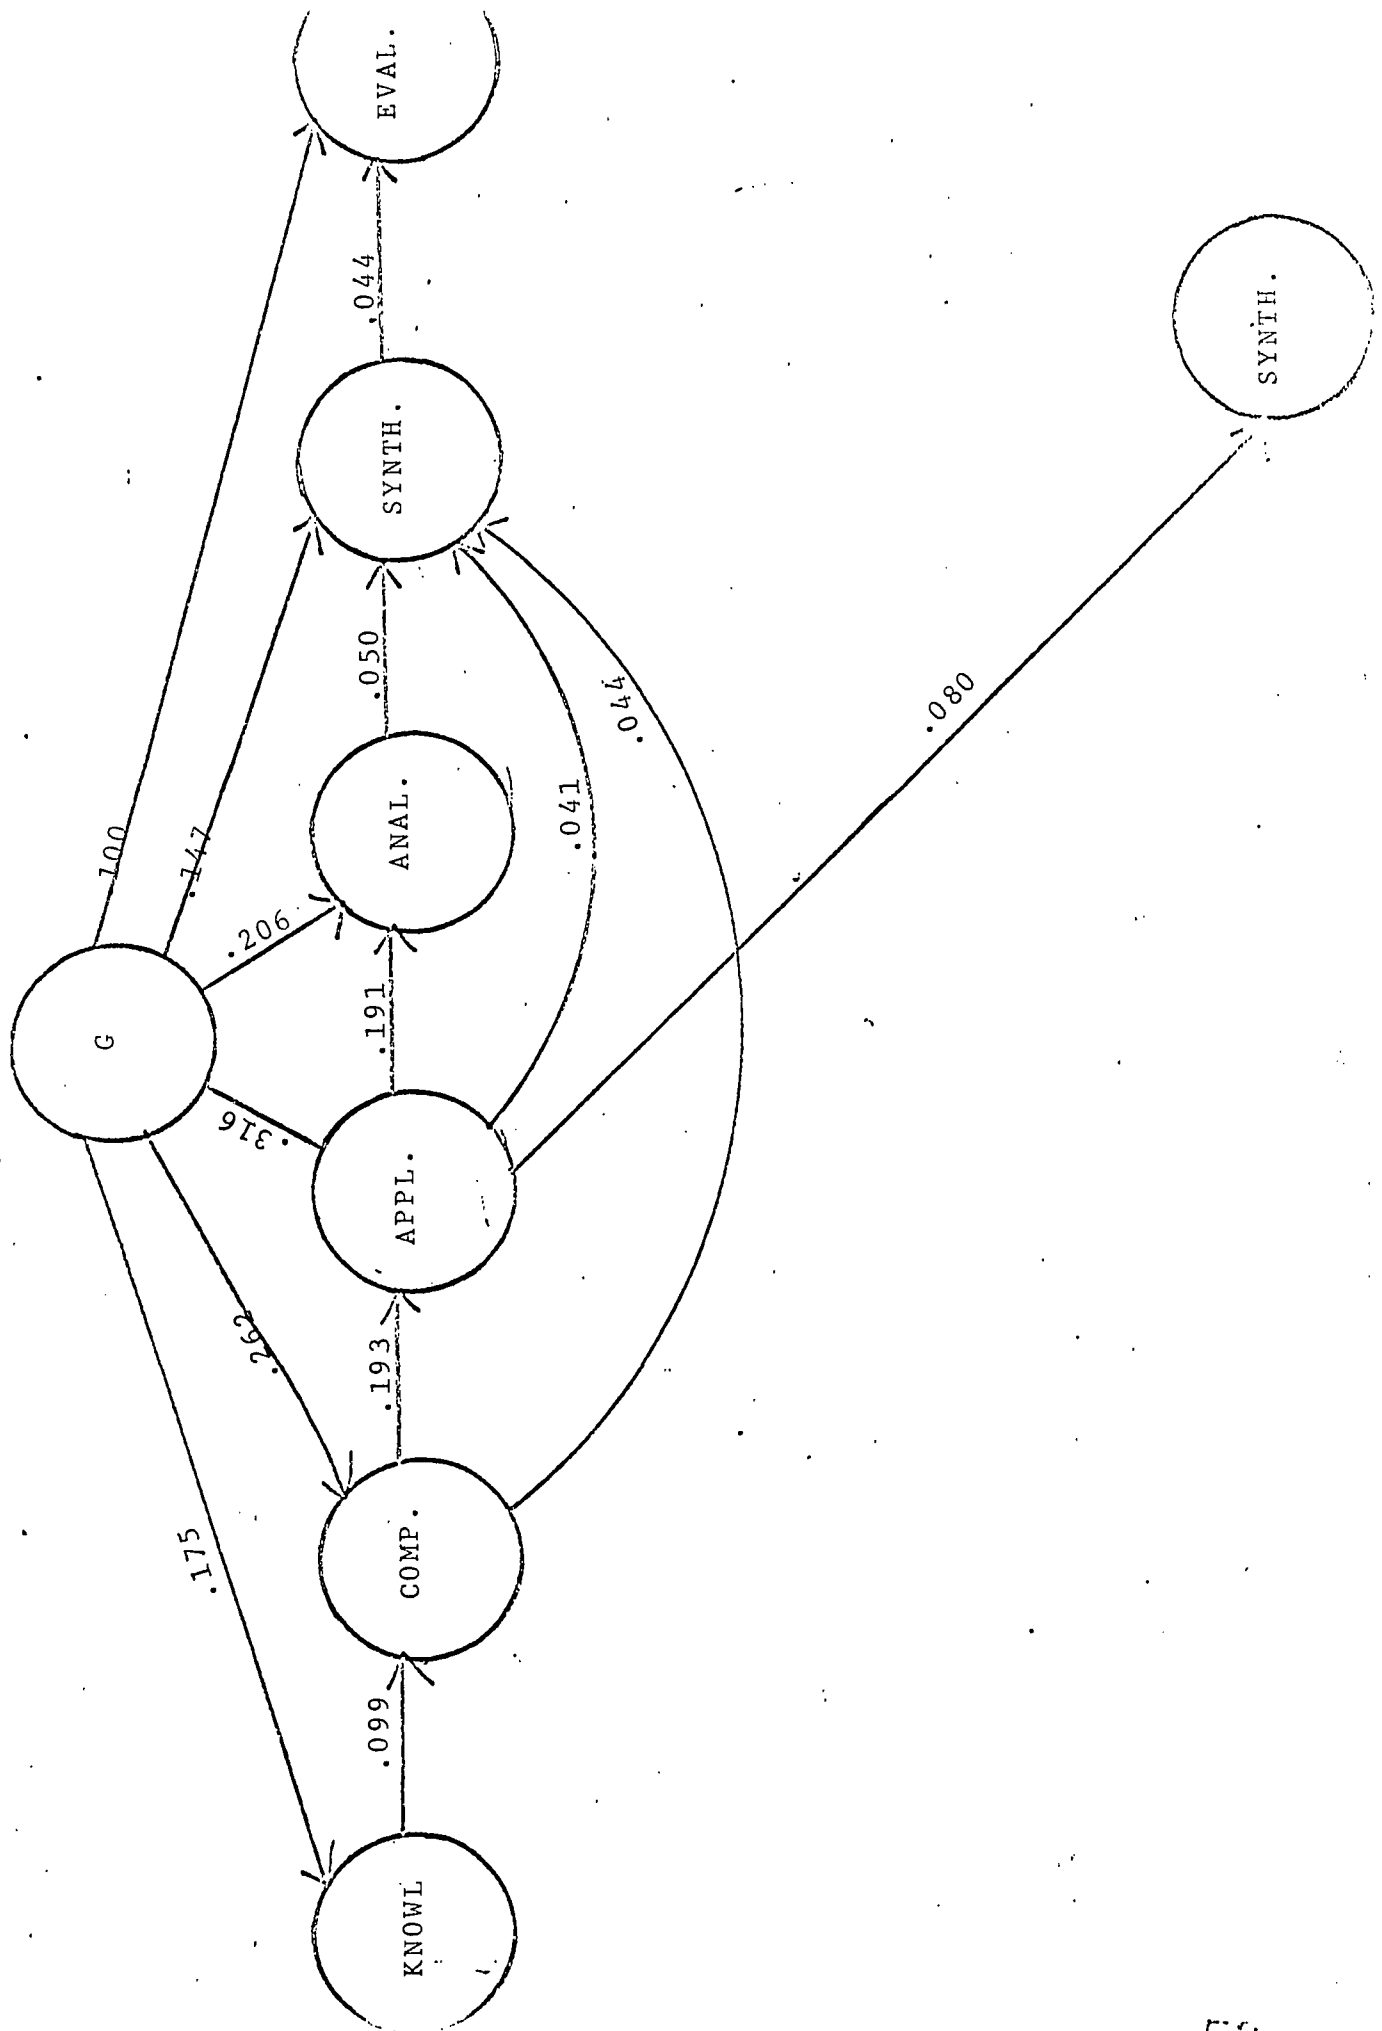 G
.175
.262
.316
.206
.147
.100
KNOWL
.099
COMP.
.193
APPL.
.191
ANAL.
.050
SYNTH.
.044
EVAL.
.041
.044
.080
SYNTH.